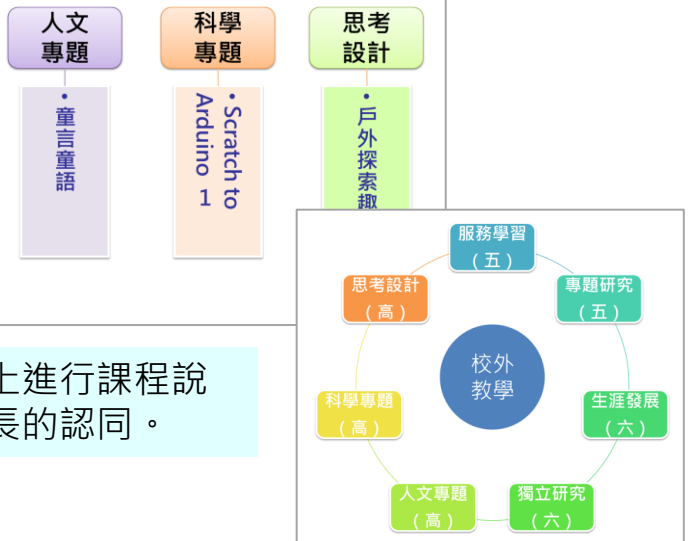 人文
專題
科學
專題
思考
設計
•童言童語
•Scratch to
Arduino 1
•戶外探索趣
上進行課程說
長的認同。
服務學習
（五）
專題研究
（五）
生涯發展
（六）
獨立研究
（六）
人文專題
（高）
科學專題
（高）
思考設計
（高）
校外
教學